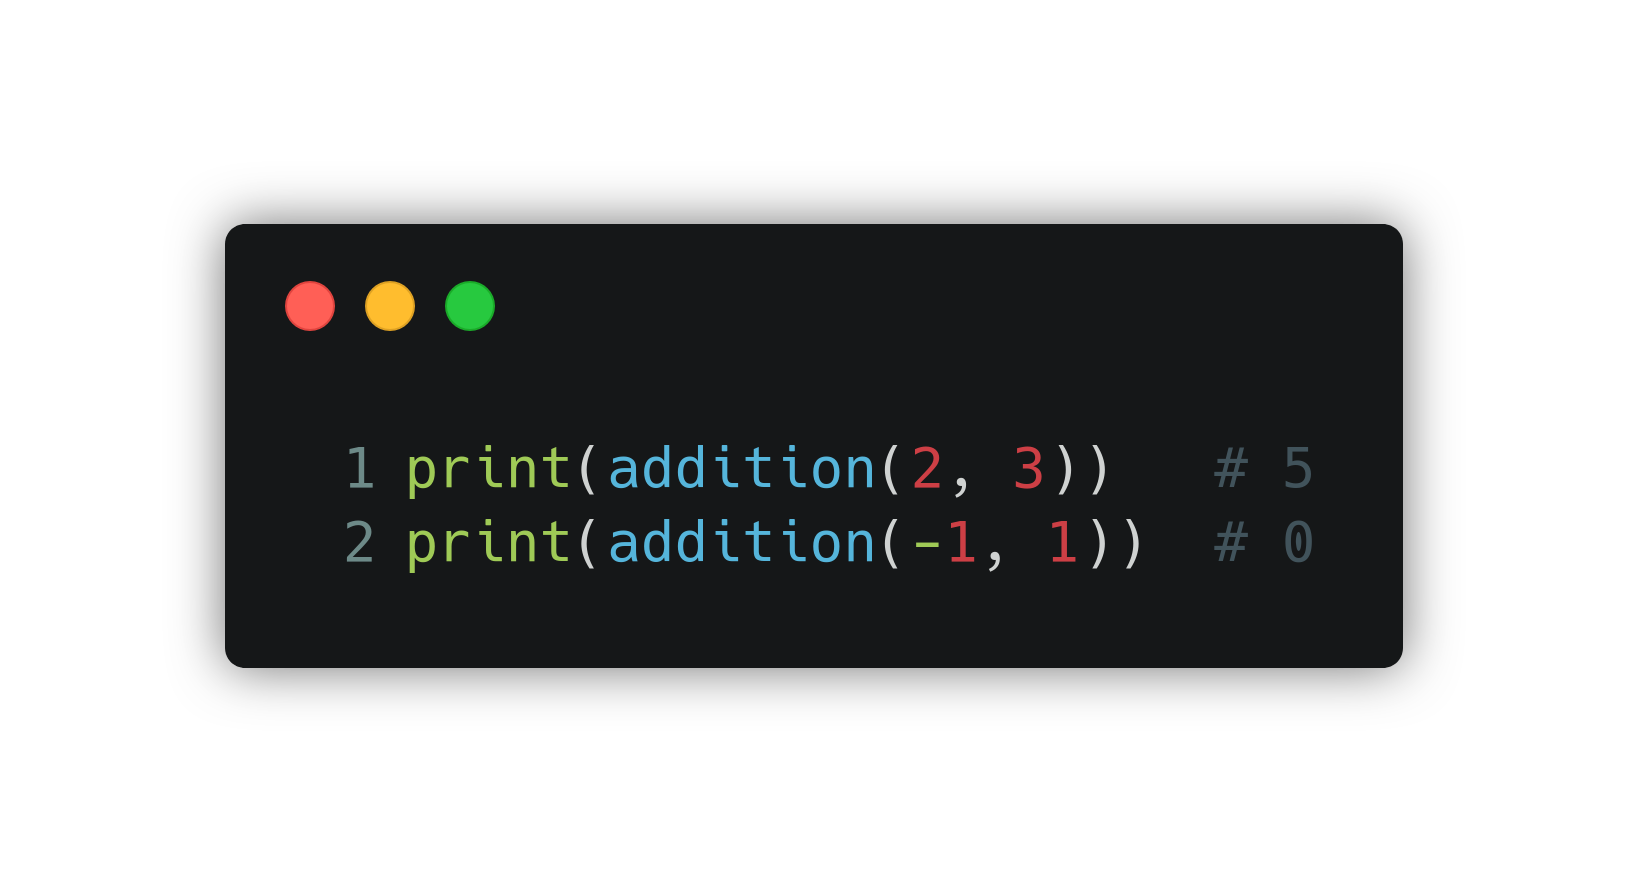 1 print(addition(2, 3))   # 5
2 print(addition(-1, 1))  # 0